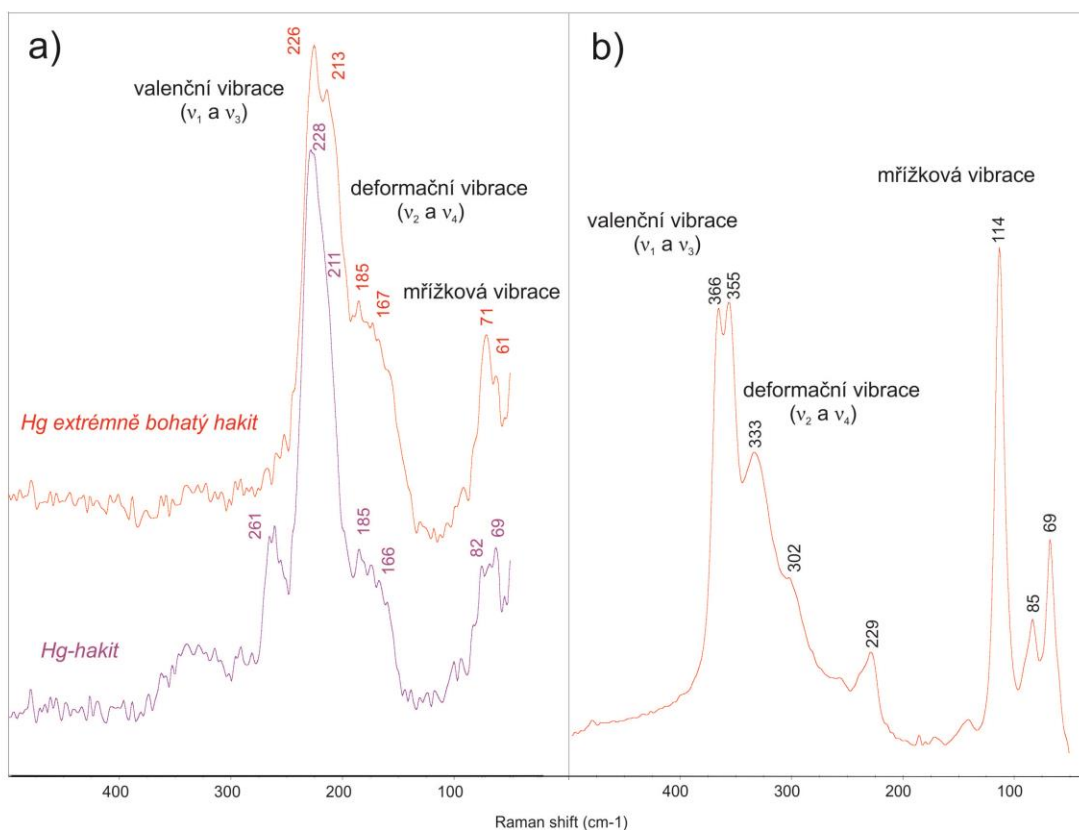 a)
226
213
valenční vibrace
(ν₁ a ν₃)
228
deformační vibrace
(ν₂ a ν₄)
211
185
167
mřížková vibrace
71
61
Hg extrémně bohatý hakit
261
185
166
82
69
Hg-hakit
400
300
200
100
b)
mřížková vibrace
valenční vibrace
(ν₁ a ν₃)
114
366
355
deformační vibrace
(ν₂ a ν₄)
333
302
229
85
69
400
300
200
100
Raman shift (cm-1)